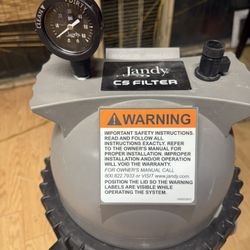 CLEAN
DIRTY
Jandy
CS FILTER
WARNING
IMPORTANT SAFETY INSTRUCTIONS.
READ AND FOLLOW ALL
INSTRUCTIONS EXACTLY. REFER
TO THE OWNER'S MANUAL FOR
PROPER INSTALLATION. IMPROPER
INSTALLATION AND/OR OPERATION
WILL VOID THE WARRANTY.
FOR OWNER'S MANUAL CALL
800.822.7933 or VISIT www.jandy.com.
POSITION THE LID SO THE WARNING
LABELS ARE VISIBLE WHILE
OPERATING THE SYSTEM.